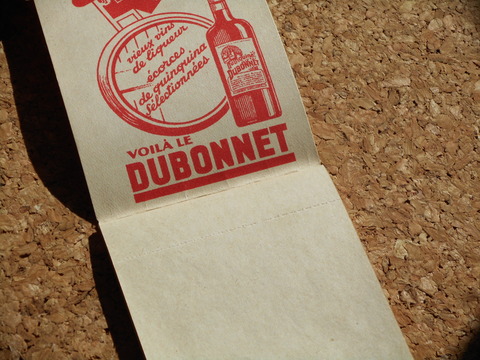 vieux vins
de liqueur
écorces
de quinquina
sélectionnées
DUBONNET
VOILÀ LE
DUBONNET